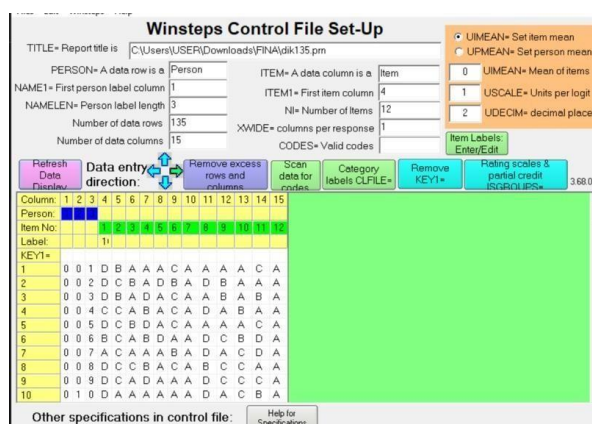 Winsteps Control File Set-Up
TITLE= Report title is C:\Users\USER\Downloads\FINA\dik135.prn
PERSON= A data row is a Person
NAME1= First person label column 1
NAMELEN= Person label length 3
Number of data rows 135
Number of data columns 15
ITEM= A data column is a Item
ITEM1= First item column 4
NI= Number of Items 12
XWIDE= columns per response 1
CODES= Valid codes
UIMEAN= Set item mean
UPMEAN= Set person mean
0 UIMEAN= Mean of items
1 USCALE= Units per logit
2 UDECIM= decimal place
Item Labels:
Enter/Edit
Refresh
Data
Display
Data entry
direction:
Remove excess
rows and
columns
Scan
data for
codes
Category
labels CLFILE=
Remove
KEY1=
Rating scales &
partial credit
ISGROUPS=
3.68.0
Column: 1 2 3 4 5 6 7 8 9 10 11 12 13 14 15
Person:
Item No: 1 2 3 4 5 6 7 8 9 10 11 12
Label:
KEY1=
1 0 0 1 D B A A A C A A A A C A
2 0 0 2 D C B A D B A D B A A A
3 0 0 3 D B A D A C A A B A B A
4 0 0 4 C C A B A C A D A B A A
5 0 0 5 D C B D A C A A A A C A
6 0 0 6 B C A B D A A D C B D A
7 0 0 7 A C A A A B A D A C D A
8 0 0 8 D C C B A C A B C C A A
9 0 0 9 D C A D A A A D C C C A
10 0 1 0 D A A A A C A D A C B A
Other specifications in control file:
Help for
Specifications